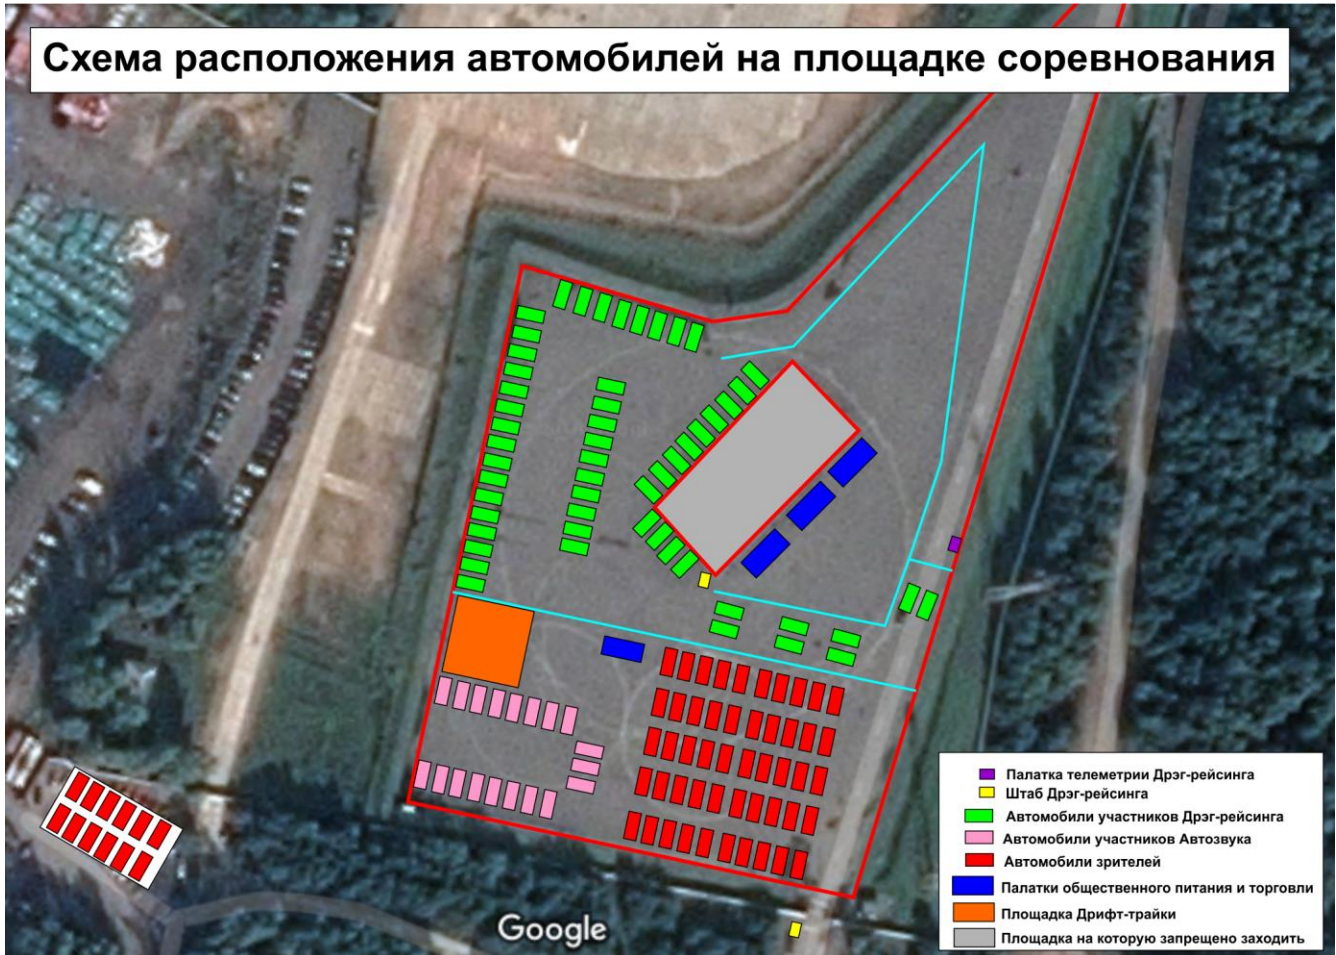 Схема расположения автомобилей на площадке соревнования
Палатка телеметрии Дрэг-рейсинга
Штаб Дрэг-рейсинга
Автомобили участников Дрэг-рейсинга
Автомобили участников Автозвука
Автомобили зрителей
Палатки общественного питания и торговли
Площадка Дрифт-трайки
Площадка на которую запрещено заходить
Google